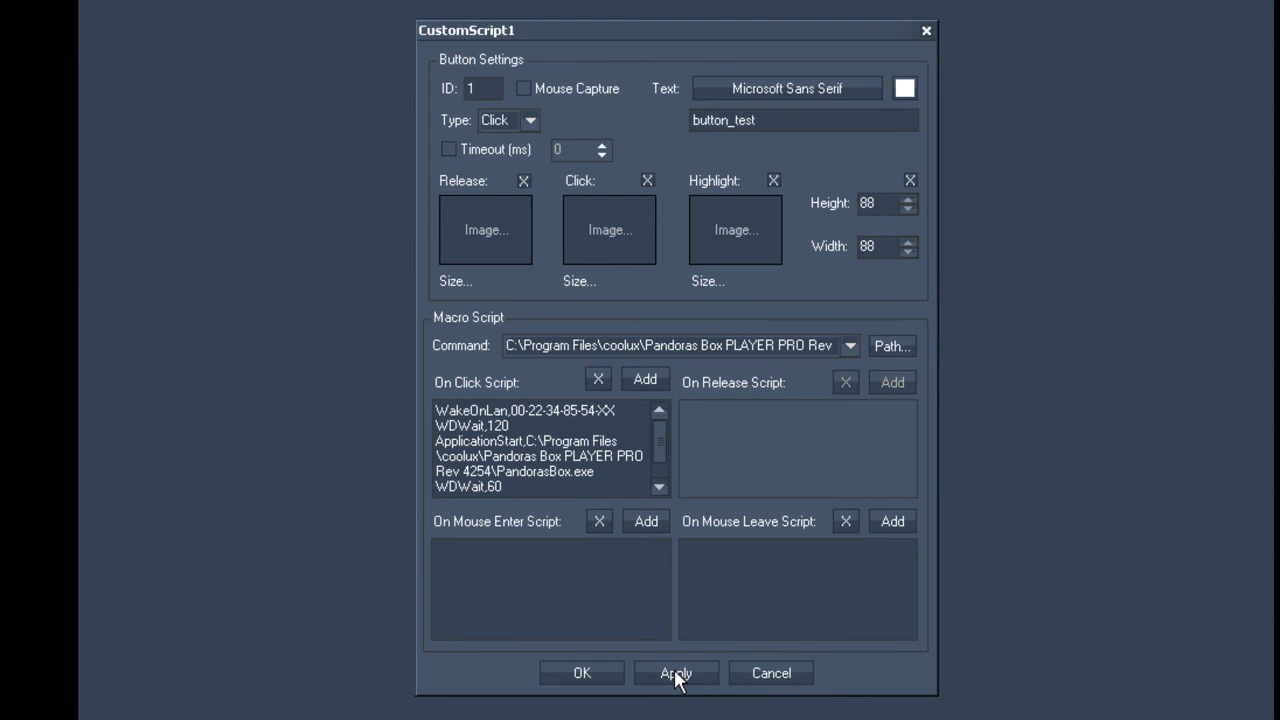 CustomScript1
Button Settings
ID: 1 Mouse Capture Text: Microsoft Sans Serif
Type: Click button_test
Timeout (ms) 0
Release: X Click: X Highlight: X X
Height: 88
Image... Image... Image...
Width: 88
Size... Size... Size...
Macro Script
Command: C:\Program Files\coolux\Pandoras Box PLAYER PRO Rev Path...
On Click Script: X Add On Release Script: X Add
WakeOnLan,00-22-34-85-54-XX
WDWait,120
ApplicationStart,C:\Program Files
\coolux\Pandoras Box PLAYER PRO
Rev 4254\PandorasBox.exe
WDWait,60
On Mouse Enter Script: X Add On Mouse Leave Script: X Add
OK Apply Cancel